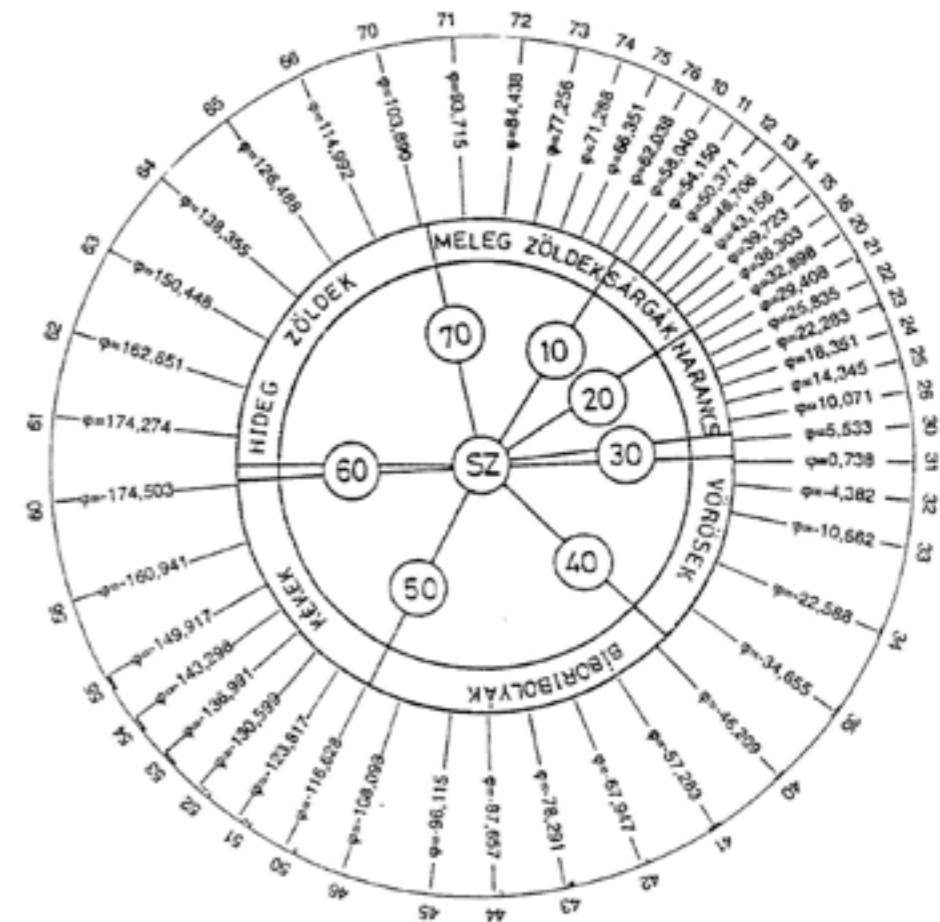 70
71
72
73
74
75
76
10
11
12
13
14
15
16
20
21
22
23
24
25
26
30
31
32
33
34
35
40
41
42
43
44
45
46
50
51
52
53
54
55
56
60
61
62
63
64
65
66
φ=103,890
φ=93,715
φ=84,438
φ=77,256
φ=71,288
φ=66,351
φ=62,038
φ=58,040
φ=54,150
φ=50,371
φ=46,706
φ=43,156
φ=39,723
φ=36,303
φ=32,898
φ=29,408
φ=25,835
φ=22,283
φ=18,351
φ=14,345
φ=10,071
φ=5,533
φ=0,738
φ=-4,382
φ=-10,662
φ=-22,588
φ=-34,655
φ=-46,209
φ=-57,283
φ=-67,947
φ=-78,291
φ=-87,657
φ=-96,115
φ=-108,093
φ=-116,628
φ=-123,817
φ=-130,599
φ=-136,991
φ=-143,298
φ=-149,917
φ=-160,941
φ=-174,503
φ=174,274
φ=162,651
φ=150,448
φ=138,355
φ=126,488
φ=114,992
MELEG ZÖLDEK
SÁRGÁK
NARANCS
VÖRÖSEK
BÍBORIBOLYÁK
KÉKEK
HIDEG ZÖLDEK
70
10
20
30
40
50
60
SZ